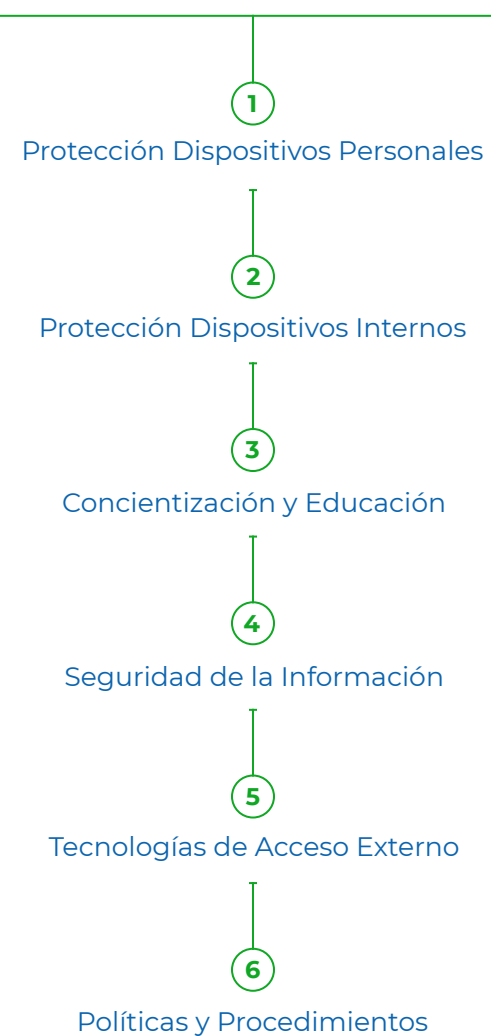 1
Protección Dispositivos Personales
2
Protección Dispositivos Internos
3
Concientización y Educación
4
Seguridad de la Información
5
Tecnologías de Acceso Externo
6
Políticas y Procedimientos